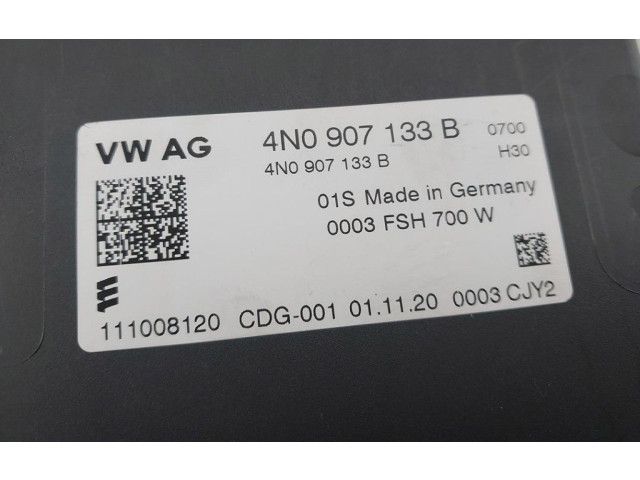 VW AG 4N0 907 133 B 0700
4N0 907 133 B H30
01S Made in Germany
0003 FSH 700 W
111008120 CDG-001 01.11.20 0003 CJY2